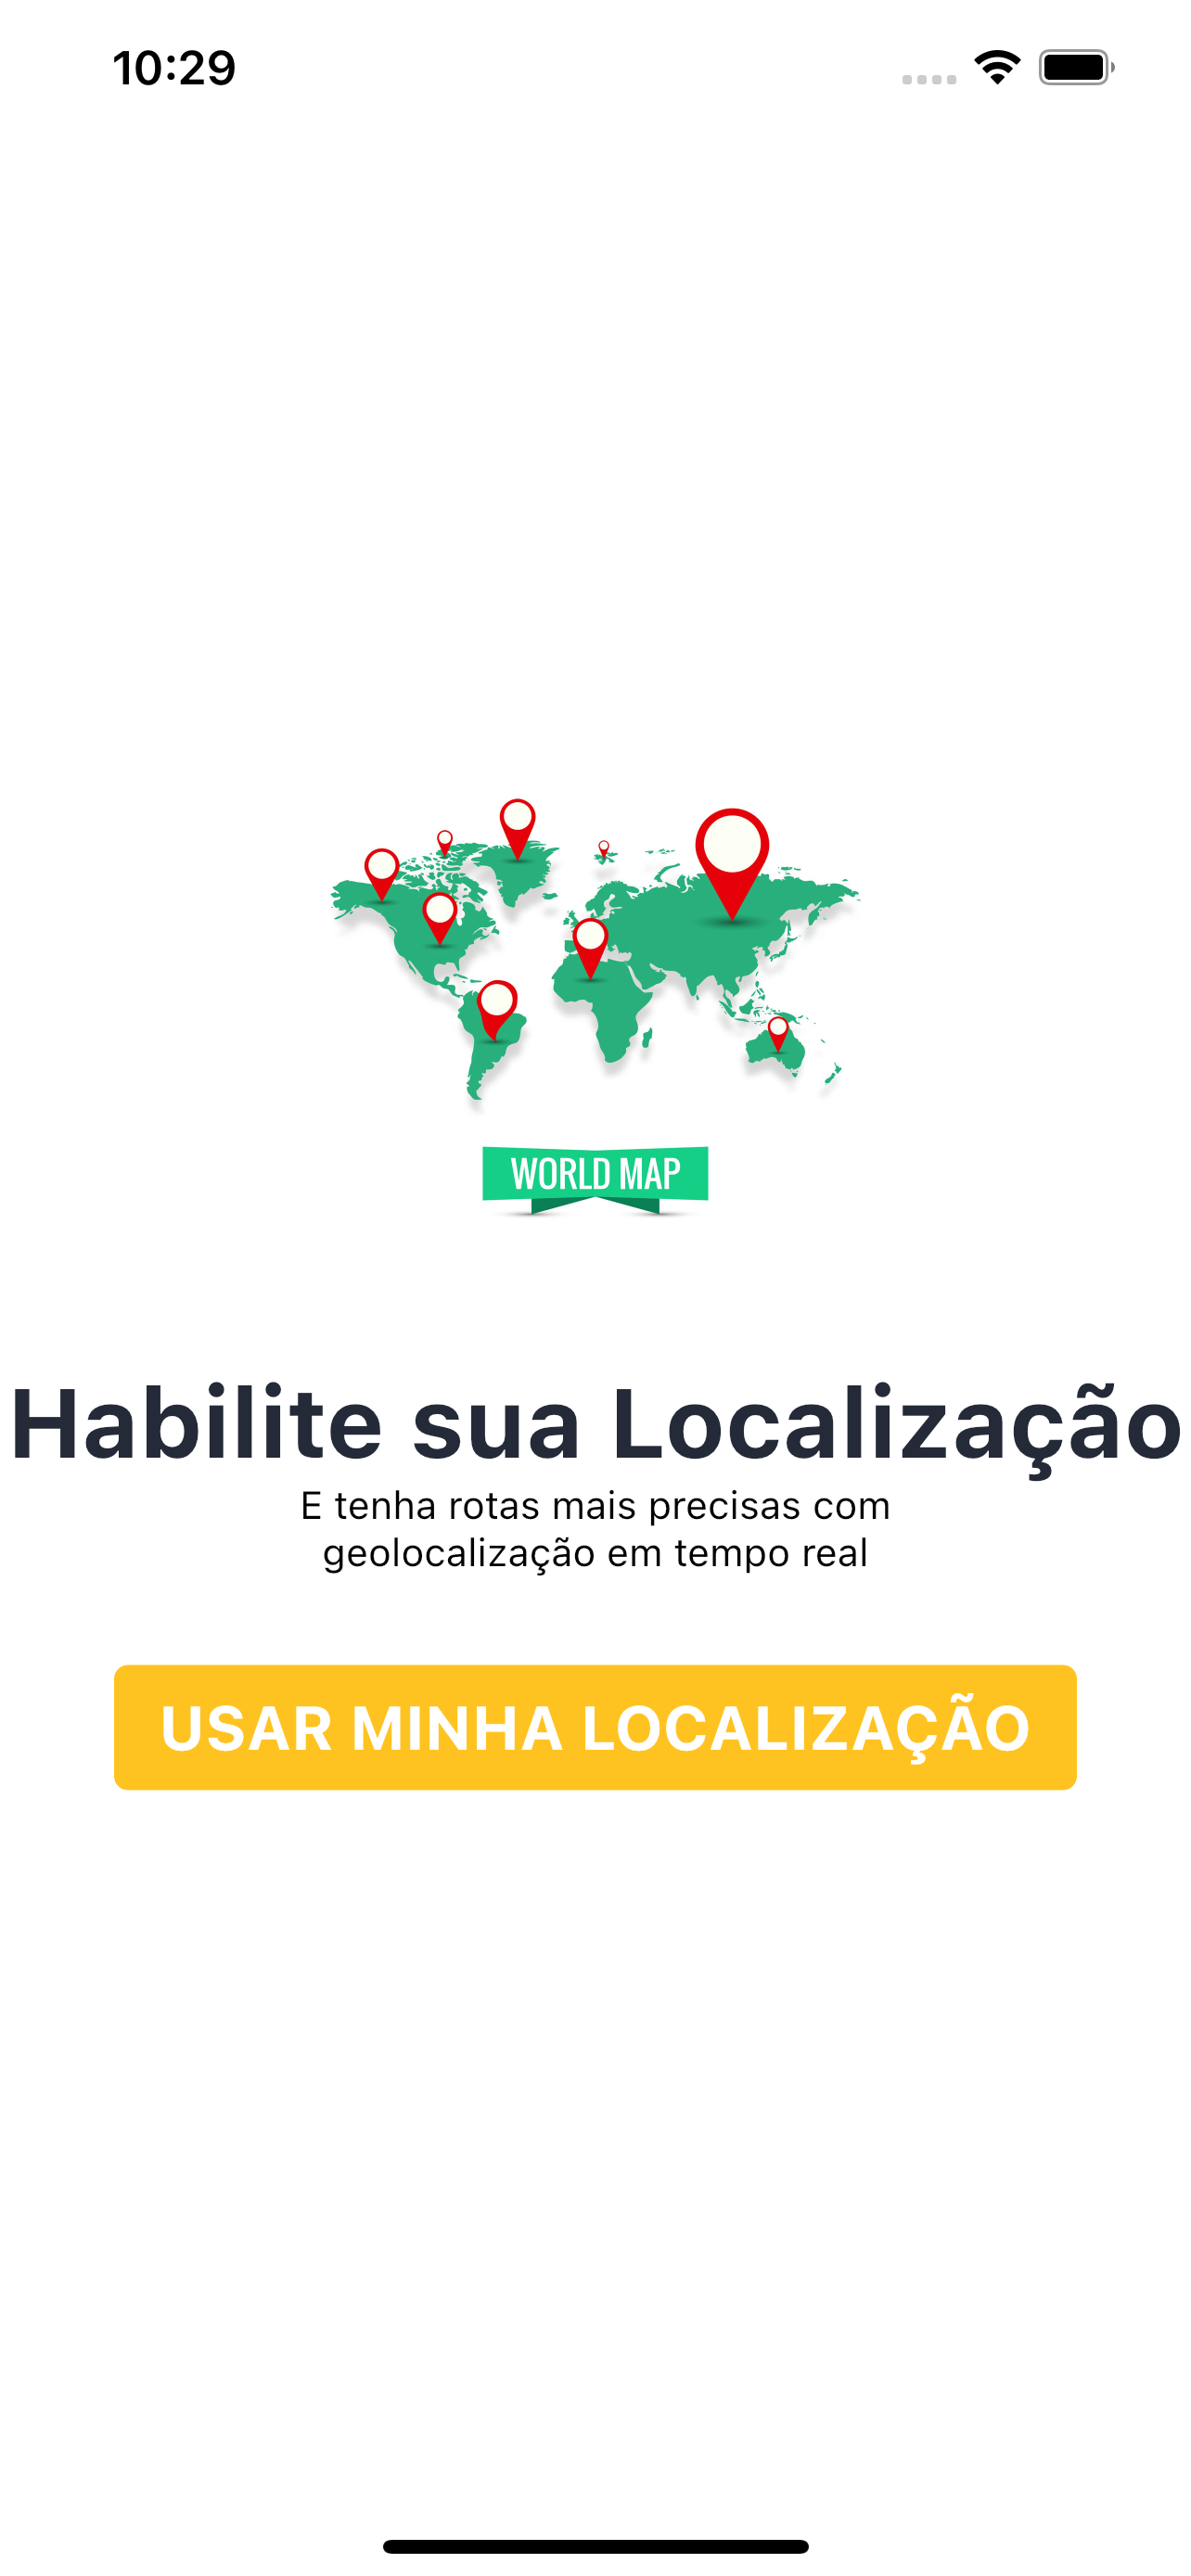 10:29
WORLD MAP
Habilite sua Localização
E tenha rotas mais precisas com
geolocalização em tempo real
USAR MINHA LOCALIZAÇÃO